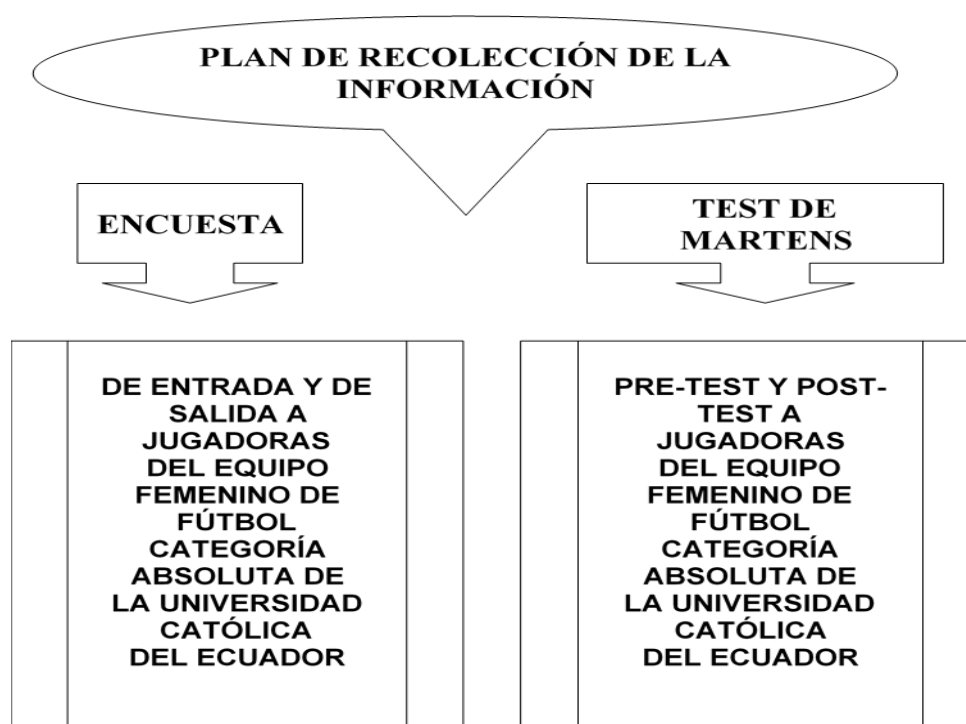 PLAN DE RECOLECCIÓN DE LA
INFORMACIÓN
ENCUESTA
TEST DE
MARTENS
DE ENTRADA Y DE
SALIDA A
JUGADORAS
DEL EQUIPO
FEMENINO DE
FÚTBOL
CATEGORÍA
ABSOLUTA DE
LA UNIVERSIDAD
CATÓLICA
DEL ECUADOR
PRE-TEST Y POST-
TEST A
JUGADORAS
DEL EQUIPO
FEMENINO DE
FÚTBOL
CATEGORÍA
ABSOLUTA DE
LA UNIVERSIDAD
CATÓLICA
DEL ECUADOR